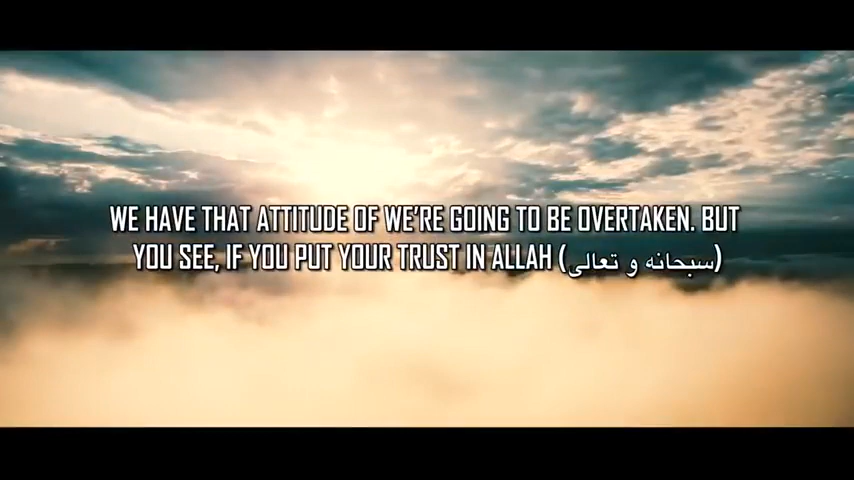 WE HAVE THAT ATTITUDE OF WE'RE GOING TO BE OVERTAKEN. BUT
YOU SEE, IF YOU PUT YOUR TRUST IN ALLAH (سبحانه و تعالى)